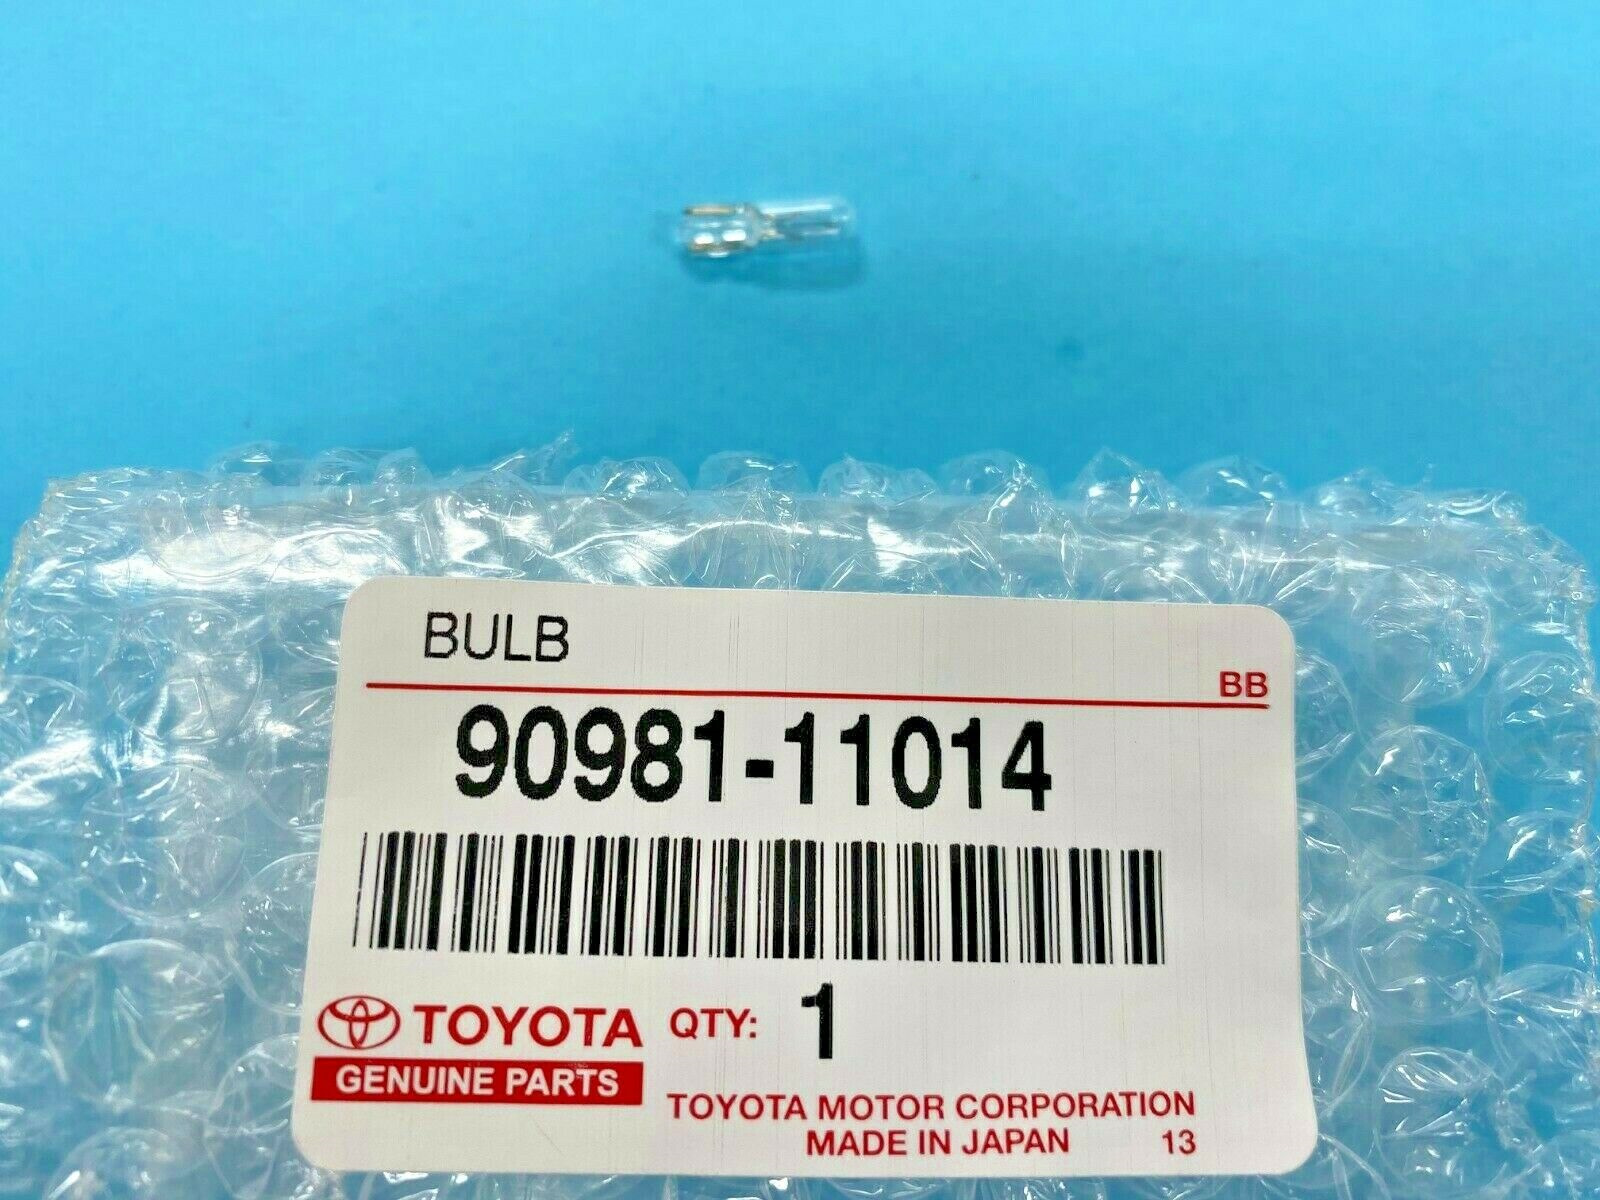 BULB
BB
90981-11014
TOYOTA QTY: 1
GENUINE PARTS
TOYOTA MOTOR CORPORATION
MADE IN JAPAN 13